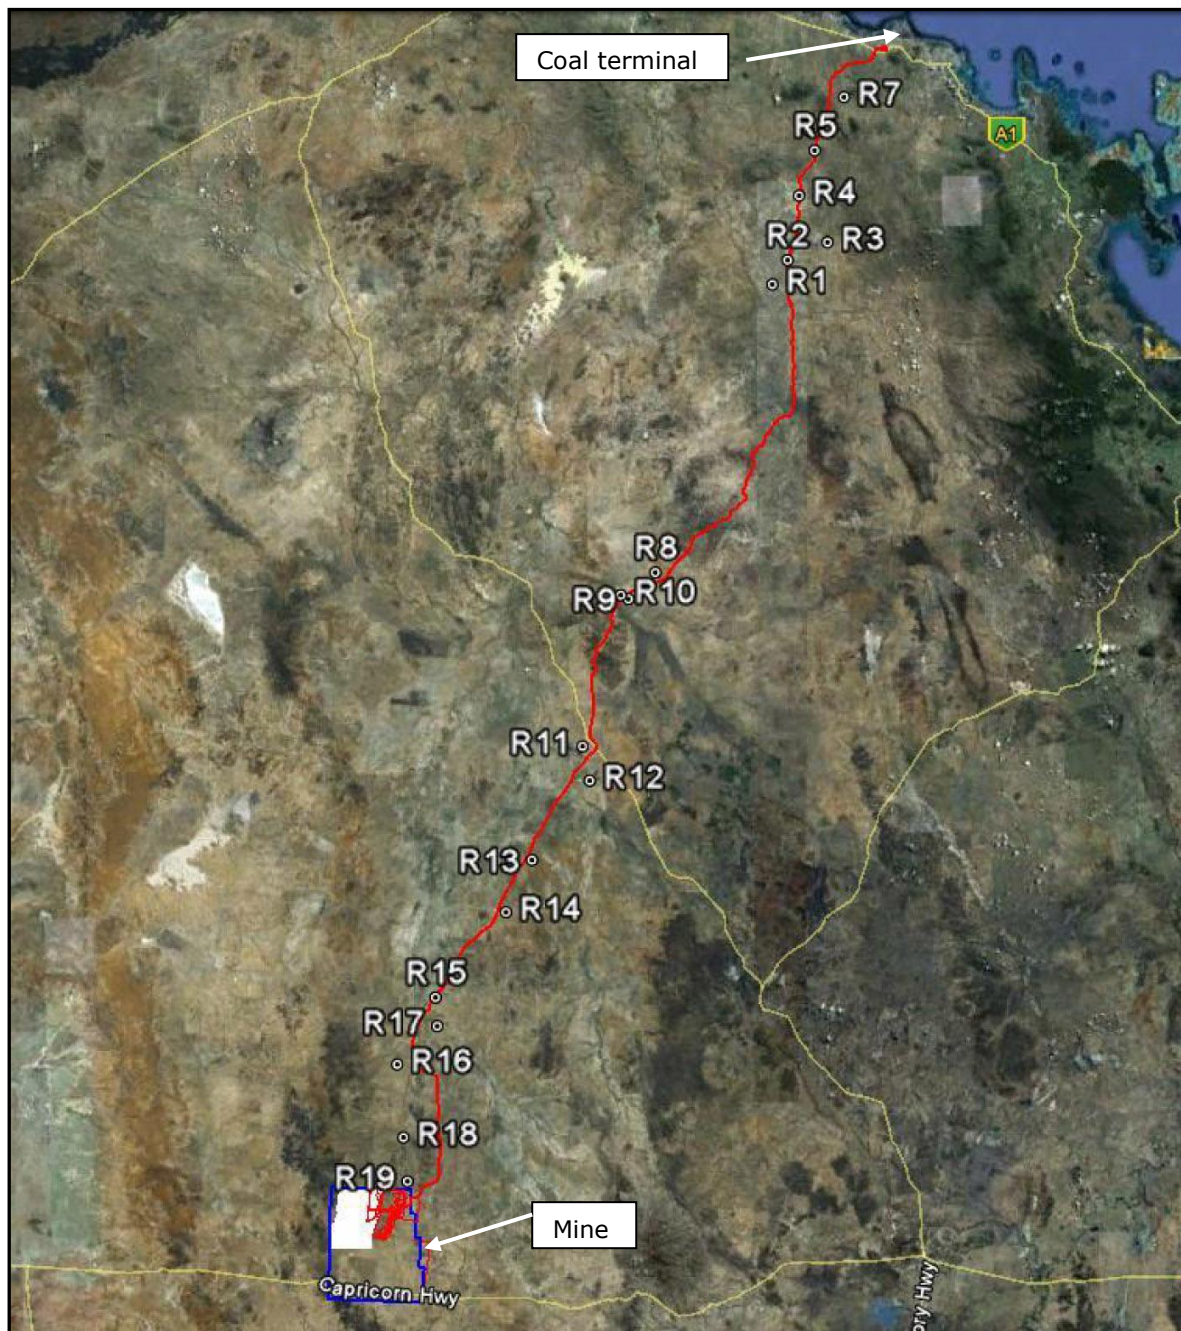 Coal terminal
R7
A1
R5
R4
R2
R3
R1
R8
R9
R10
R11
R12
R13
R14
R15
R17
R16
R18
R19
Mine
Capricorn Hwy
ory Hwy